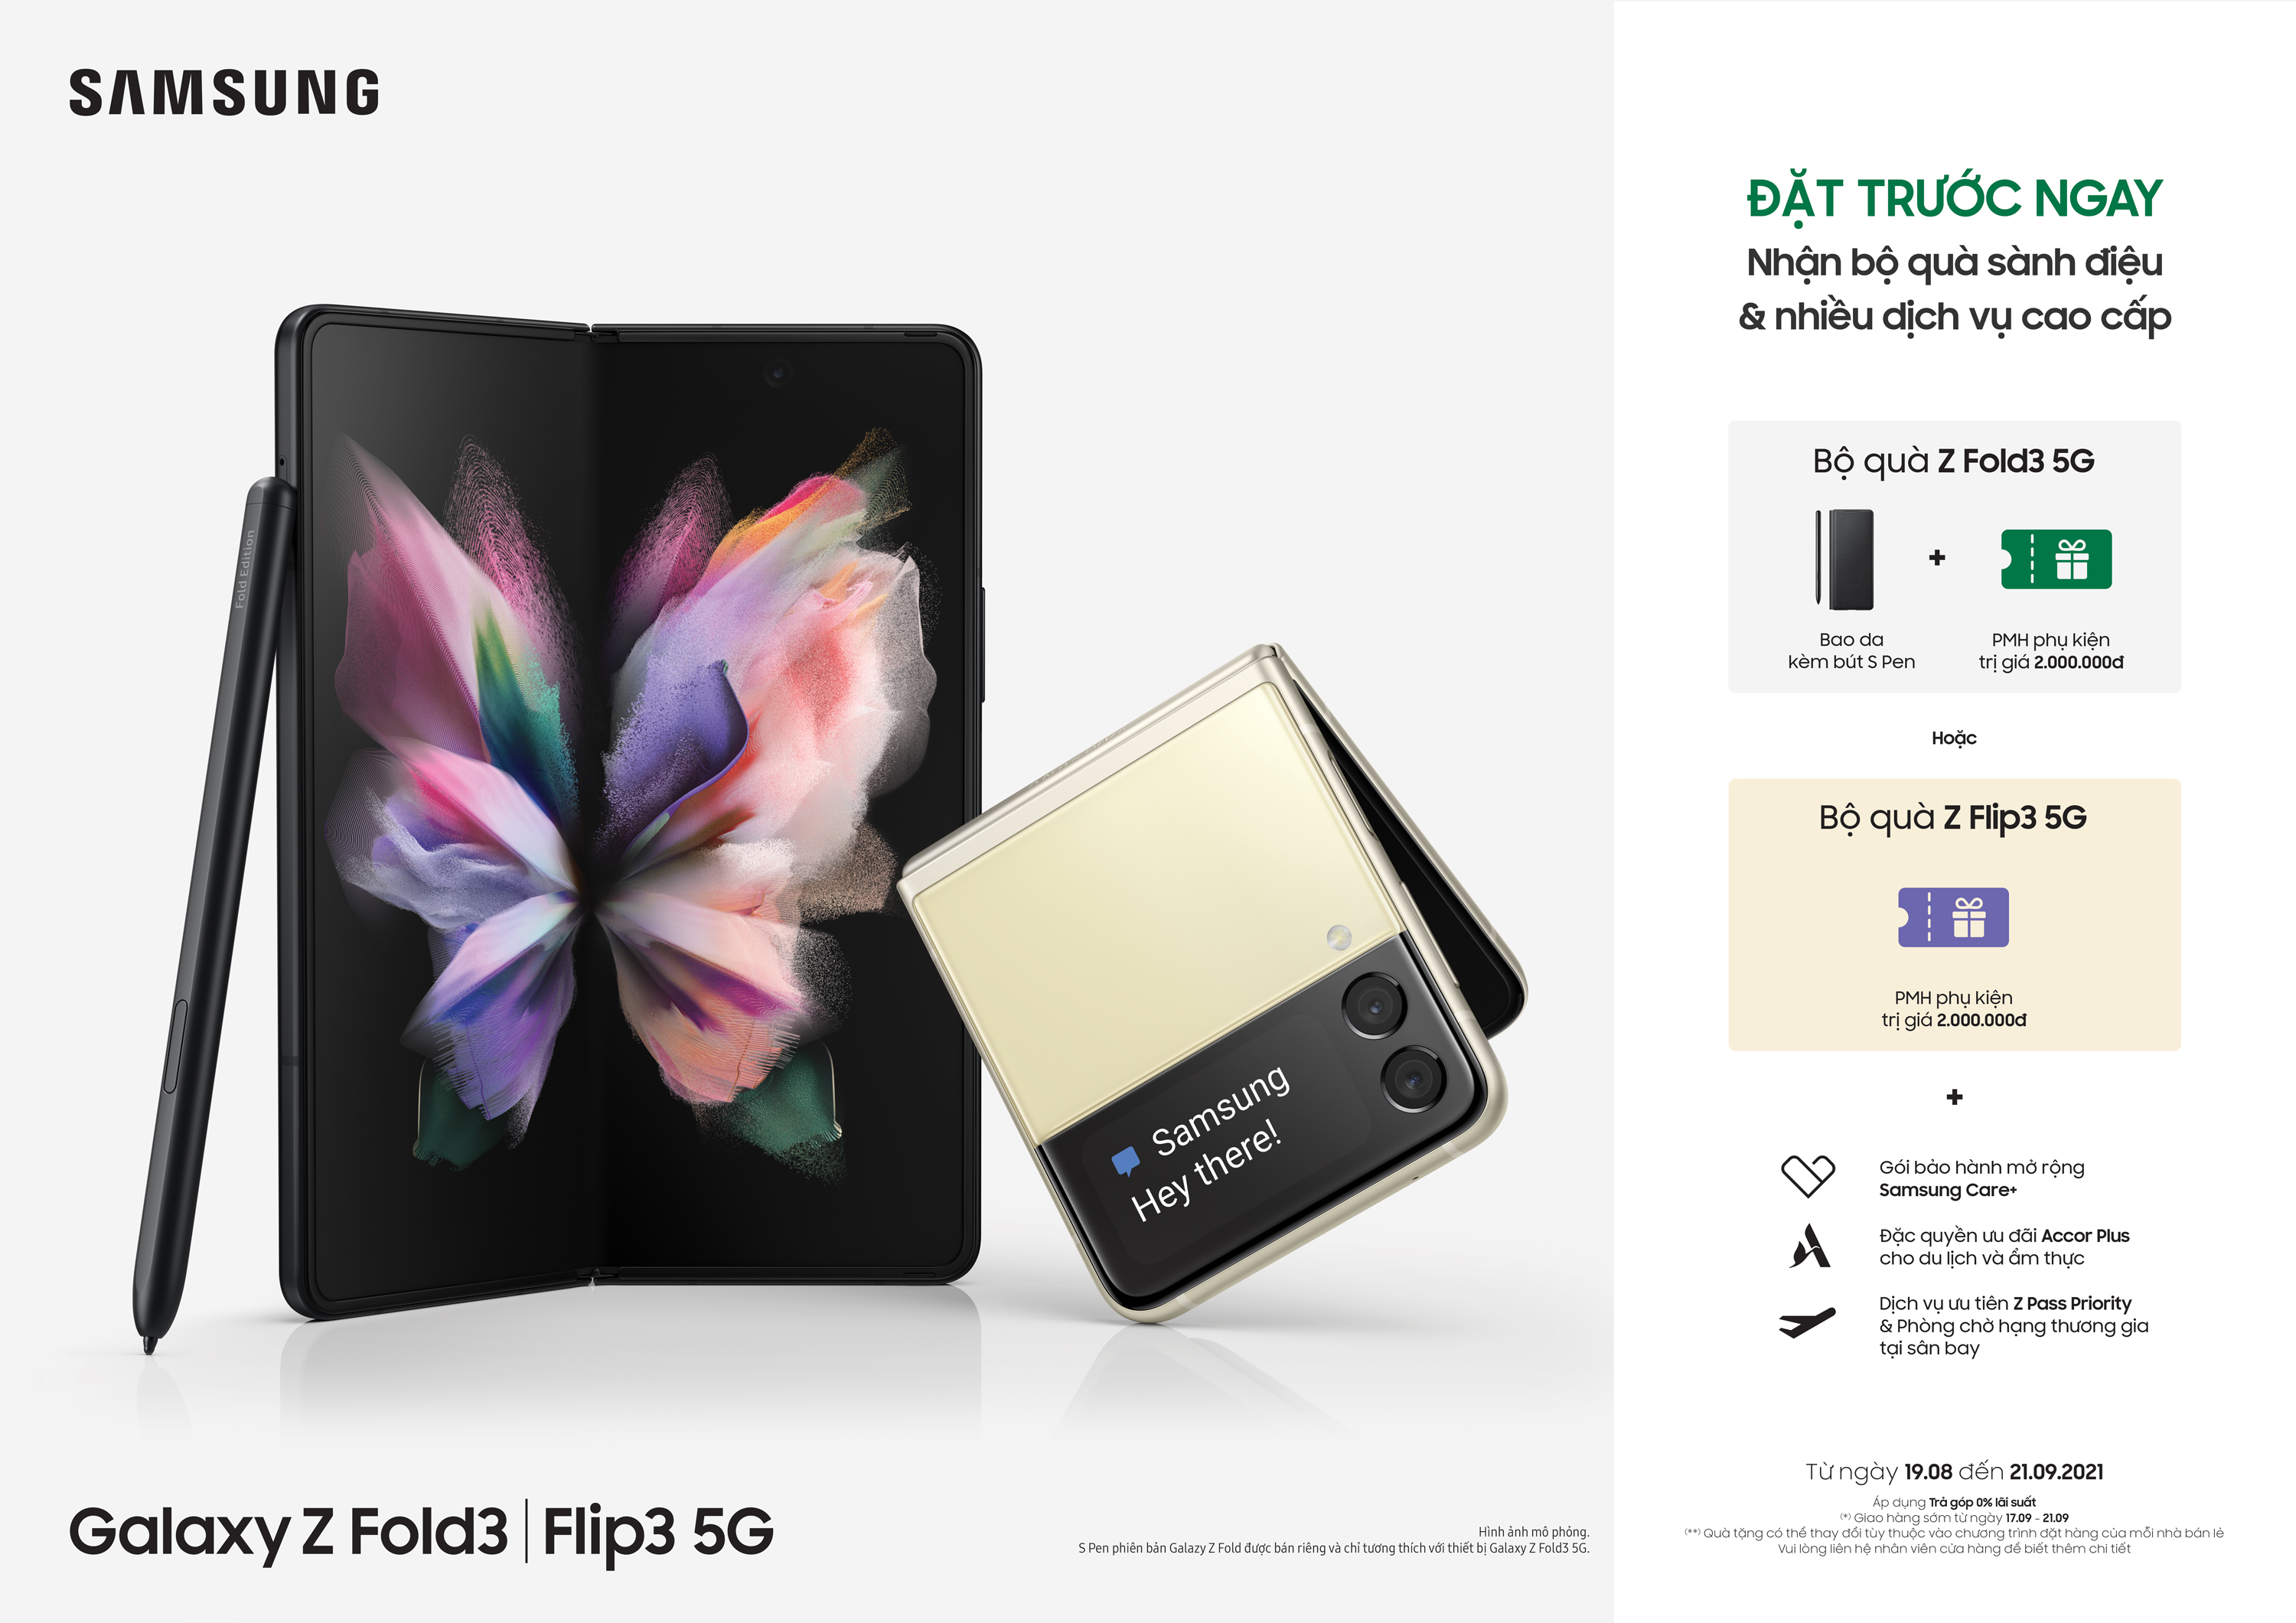 SAMSUNG
Fold Edition
Samsung
Hey there!
Galaxy Z Fold3 | Flip3 5G
Hình ảnh mô phỏng.
S Pen phiên bản Galazy Z Fold được bán riêng và chỉ tương thích với thiết bị Galaxy Z Fold3 5G.
ĐẶT TRƯỚC NGAY
Nhận bộ quà sành điệu
& nhiều dịch vụ cao cấp
Bộ quà Z Fold3 5G
+
Bao da
kèm bút S Pen
PMH phụ kiện
trị giá 2.000.000đ
Hoặc
Bộ quà Z Flip3 5G
PMH phụ kiện
trị giá 2.000.000đ
+
Gói bảo hành mở rộng
Samsung Care+
Đặc quyền ưu đãi Accor Plus
cho du lịch và ẩm thực
Dịch vụ ưu tiên Z Pass Priority
& Phòng chờ hạng thương gia
tại sân bay
Từ ngày 19.08 đến 21.09.2021
Áp dụng Trả góp 0% lãi suất
(*) Giao hàng sớm từ ngày 17.09 - 21.09
(**) Quà tặng có thể thay đổi tùy thuộc vào chương trình đặt hàng của mỗi nhà bán lẻ
Vui lòng liên hệ nhân viên cửa hàng để biết thêm chi tiết